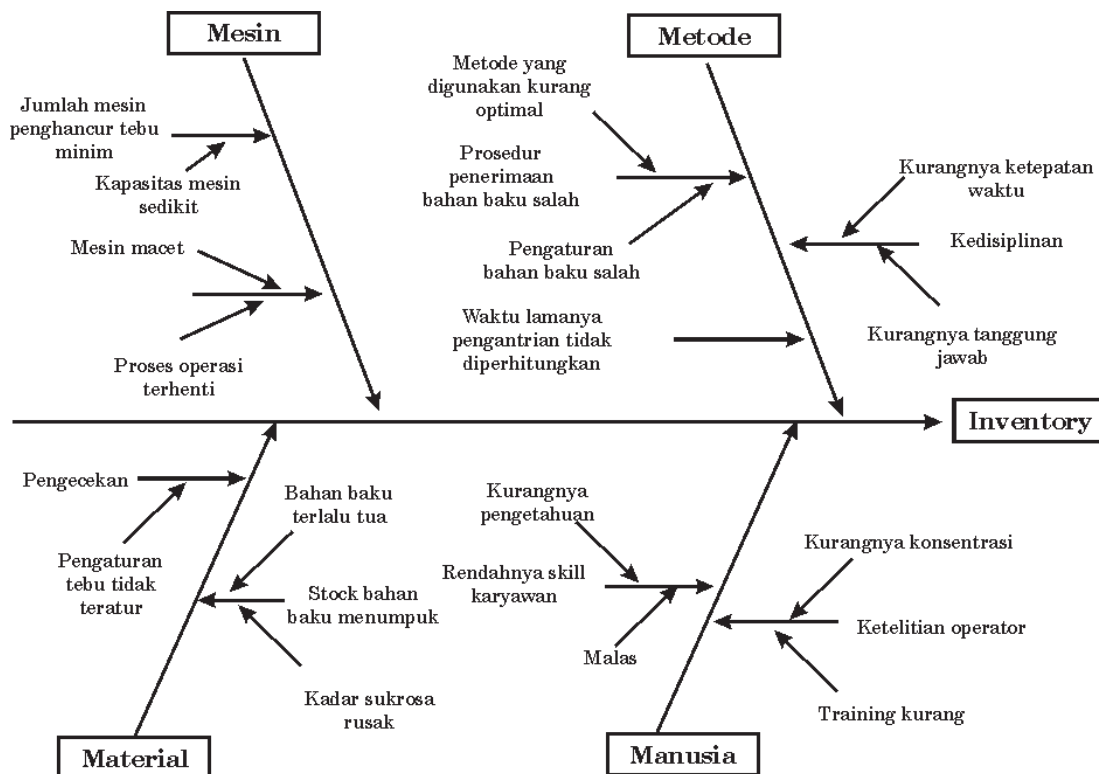 Mesin
Metode
Jumlah mesin
penghancur tebu
minim
Kapasitas mesin
sedikit
Mesin macet
Proses operasi
terhenti
Metode yang
digunakan kurang
optimal
Prosedur
penerimaan
bahan baku salah
Pengaturan
bahan baku salah
Waktu lamanya
pengantrian tidak
diperhitungkan
Kurangnya ketepatan
waktu
Kedisiplinan
Kurangnya tanggung
jawab
Inventory
Pengecekan
Pengaturan
tebu tidak
teratur
Bahan baku
terlalu tua
Stock bahan
baku menumpuk
Kadar sukrosa
rusak
Kurangnya
pengetahuan
Rendahnya skill
karyawan
Malas
Kurangnya konsentrasi
Ketelitian operator
Training kurang
Material
Manusia